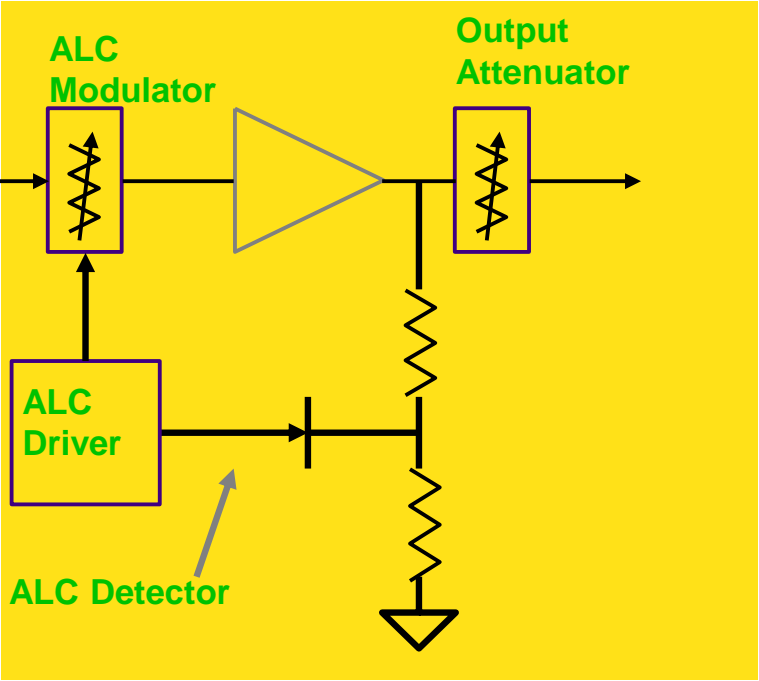 ALC
Modulator
Output
Attenuator
ALC
Driver
ALC Detector